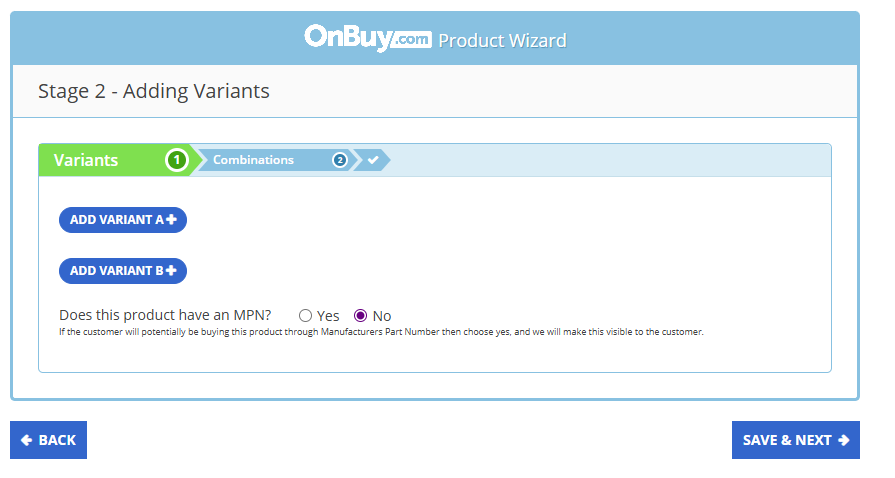 OnBuy.com Product Wizard
Stage 2 - Adding Variants
Variants 1 Combinations 2
ADD VARIANT A
ADD VARIANT B
Does this product have an MPN? Yes No
If the customer will potentially be buying this product through Manufacturers Part Number then choose yes, and we will make this visible to the customer.
BACK SAVE & NEXT